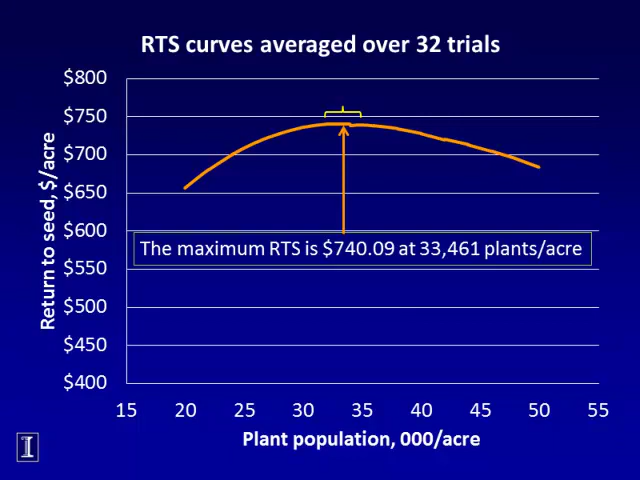 RTS curves averaged over 32 trials
$800
$750
$700
$650
$600
$550
$500
$450
$400
Return to seed, $/acre
The maximum RTS is $740.09 at 33,461 plants/acre
15 20 25 30 35 40 45 50 55
Plant population, 000/acre
I